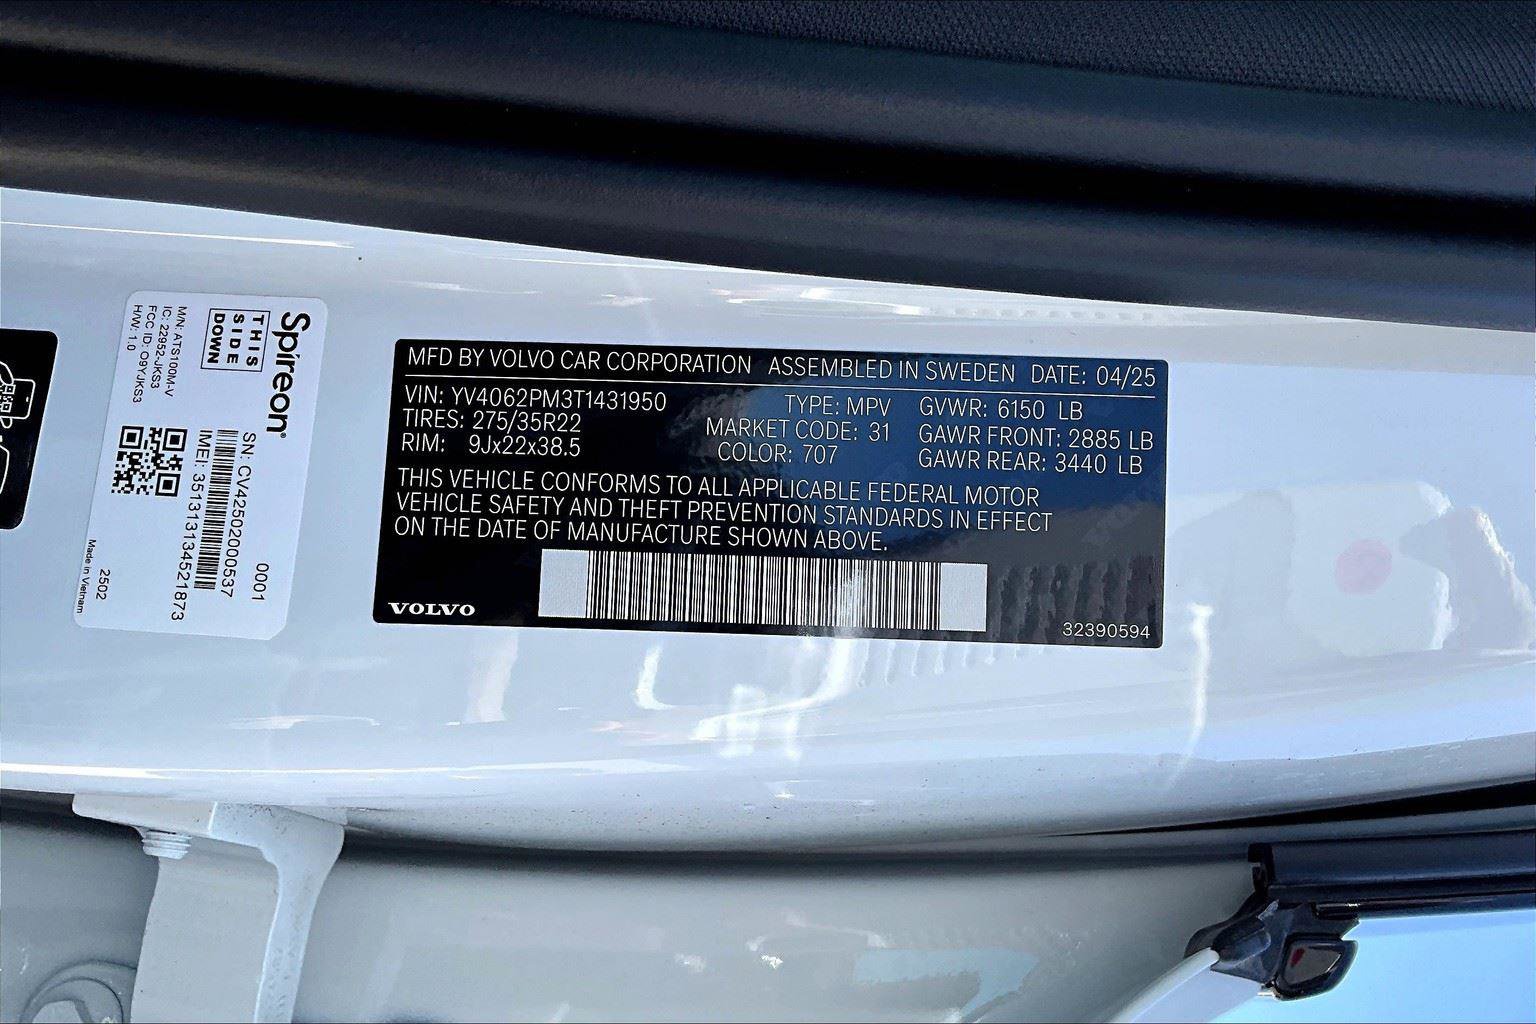 Spireon
THIS
SIDE
DOWN
M/N: ATS100M-V
IC: 22952-JKS3
FCC ID: O9YJKS3
H/W: 1.0
SN: CV4250200005​37
0001
IMEI: 351313134521873
2502
Made in Vietnam
MFD BY VOLVO CAR CORPORATION ASSEMBLED IN SWEDEN DATE: 04/25
VIN: YV4062PM3T1431950 TYPE: MPV GVWR: 6150 LB
TIRES: 275/35R22 MARKET CODE: 31 GAWR FRONT: 2885 LB
RIM: 9Jx22x38.5 COLOR: 707 GAWR REAR: 3440 LB
THIS VEHICLE CONFORMS TO ALL APPLICABLE FEDERAL MOTOR
VEHICLE SAFETY AND THEFT PREVENTION STANDARDS IN EFFECT
ON THE DATE OF MANUFACTURE SHOWN ABOVE.
VOLVO
32390594